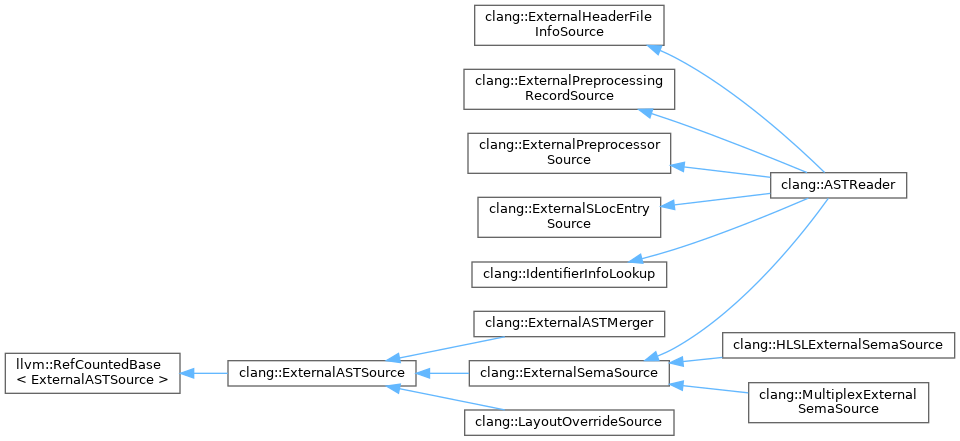 clang::ExternalHeaderFile
InfoSource
clang::ExternalPreprocessing
RecordSource
clang::ExternalPreprocessor
Source
clang::ASTReader
clang::ExternalSLocEntry
Source
clang::IdentifierInfoLookup
clang::ExternalASTMerger
clang::HLSLExternalSemaSource
llvm::RefCountedBase
< ExternalASTSource >
clang::ExternalASTSource
clang::ExternalSemaSource
clang::MultiplexExternal
SemaSource
clang::LayoutOverrideSource